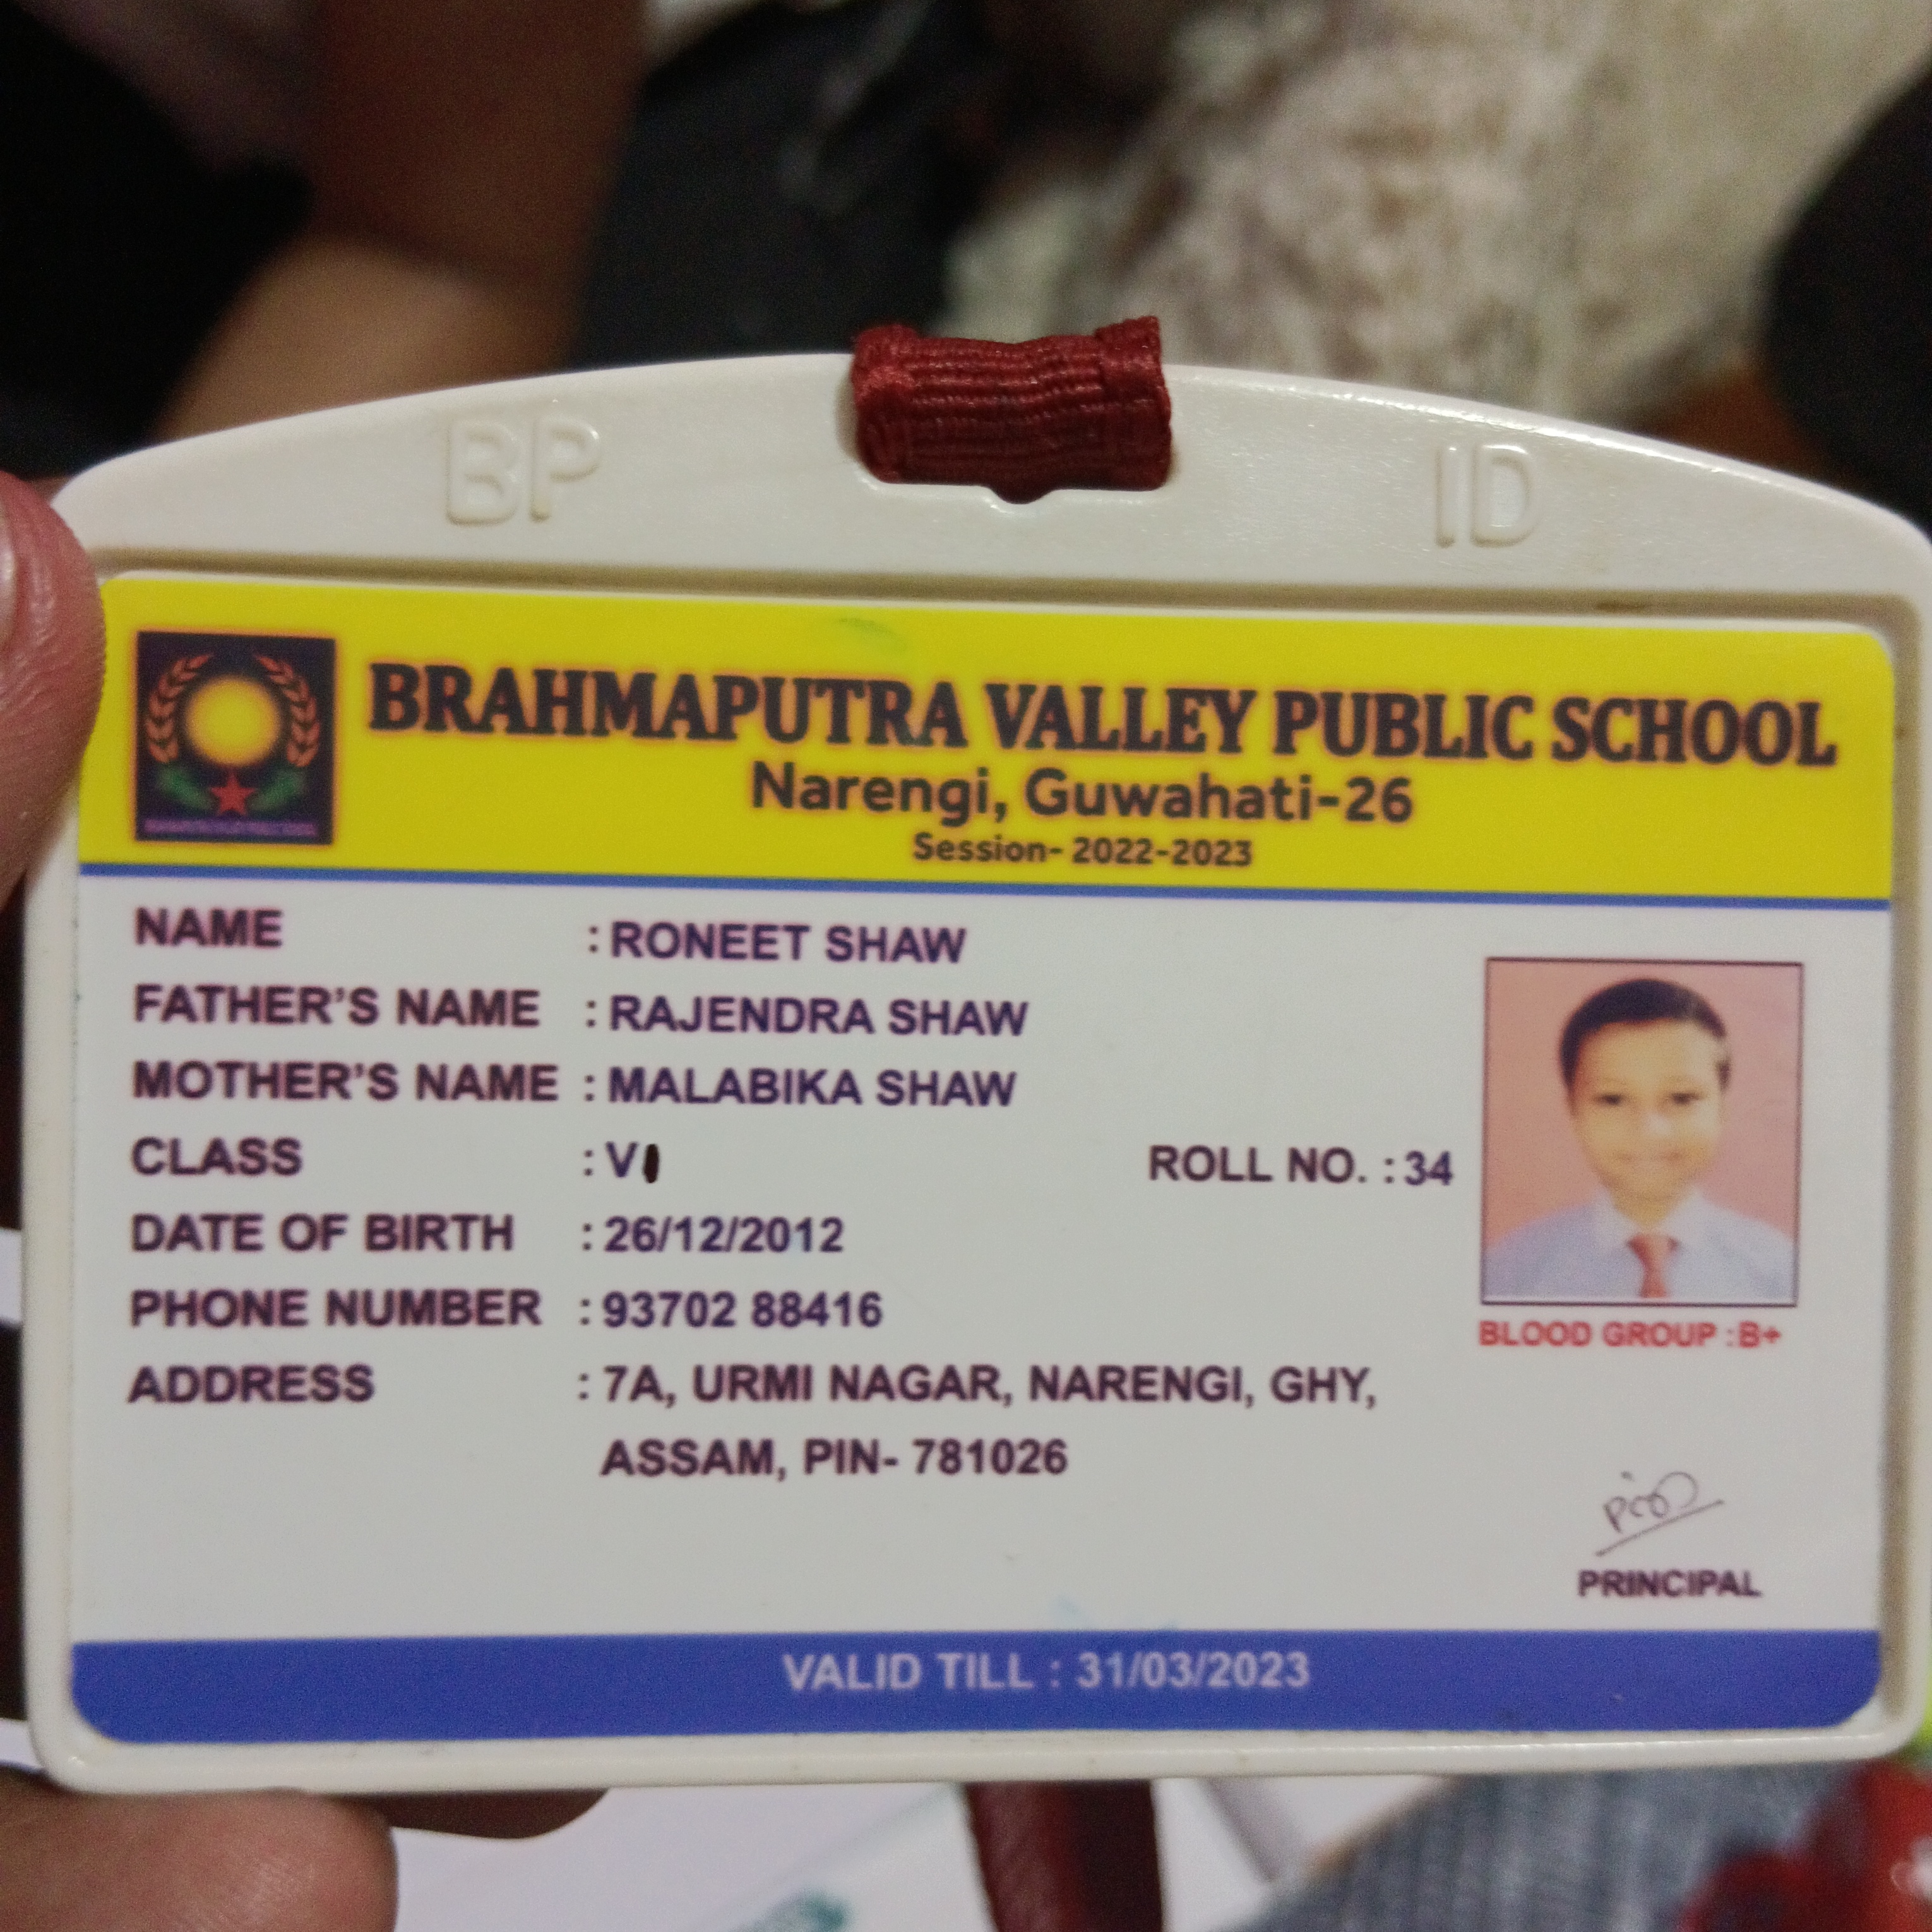 BP ID
BRAHMAPUTRA VALLEY PUBLIC SCHOOL
Narengi, Guwahati-26
Session- 2022-2023
NAME : RONEET SHAW
FATHER'S NAME : RAJENDRA SHAW
MOTHER'S NAME : MALABIKA SHAW
CLASS : VI ROLL NO. : 34
DATE OF BIRTH : 26/12/2012
PHONE NUMBER : 93702 88416
BLOOD GROUP : B+
ADDRESS : 7A, URMI NAGAR, NARENGI, GHY,
ASSAM, PIN- 781026
PRINCIPAL
VALID TILL : 31/03/2023